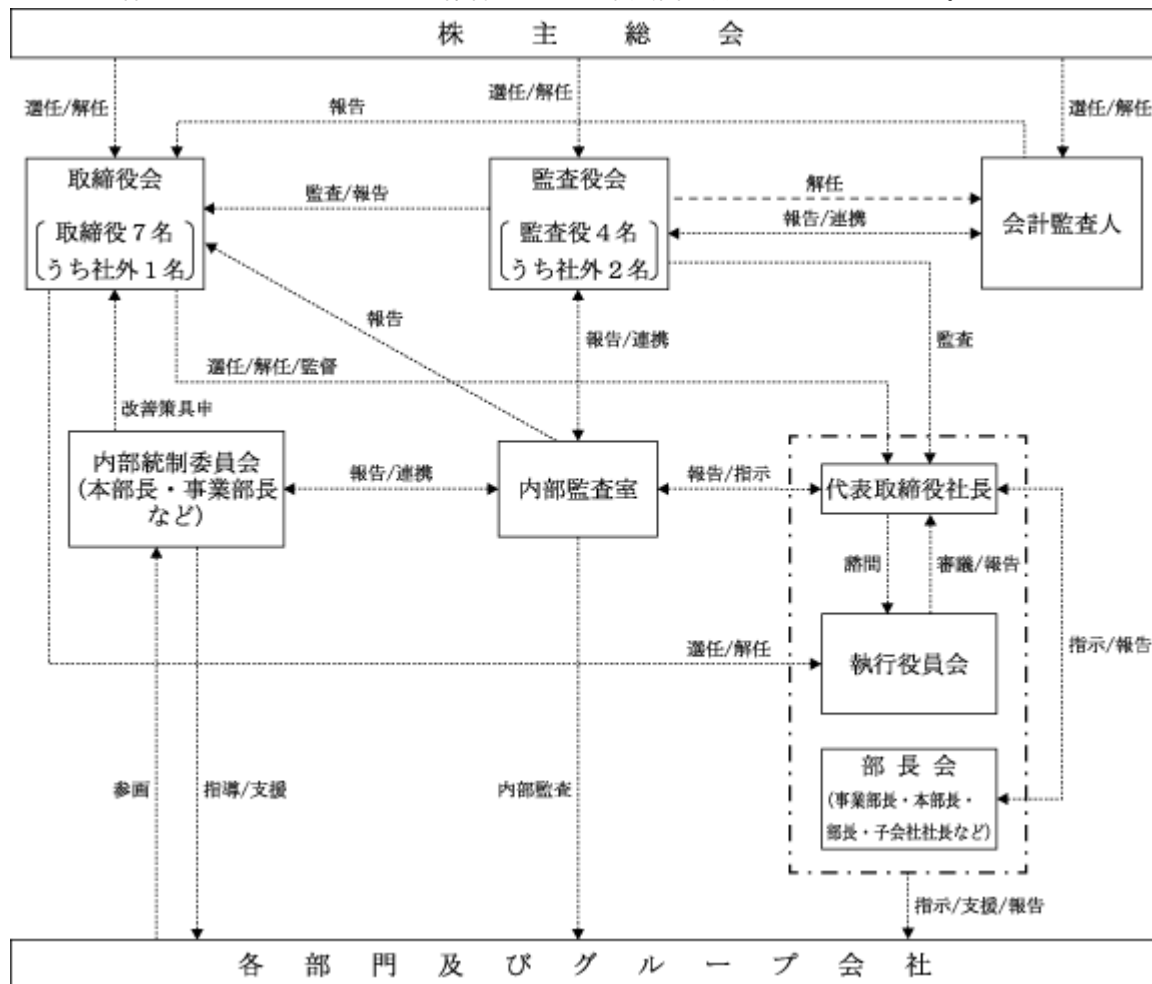 株主総会
選任/解任
報告
選任/解任
選任/解任
取締役会
取締役7名
うち社外1名
監査/報告
監査役会
監査役4名
うち社外2名
解任
報告/連携
会計監査人
報告
報告/連携
監査
選任/解任/監督
改善策具申
内部統制委員会
(本部長・事業部長
など)
報告/連携
内部監査室
報告/指示
代表取締役社長
諮問
審議/報告
選任/解任
執行役員会
指示/報告
部長会
(事業部長・本部長・
部長・子会社社長など)
参画
指導/支援
内部監査
指示/支援/報告
各部門及びグループ会社